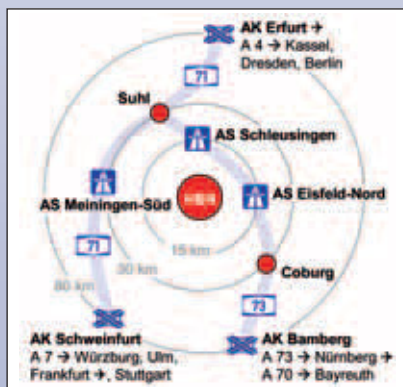 AK Erfurt ✈
A 4 → Kassel,
Dresden, Berlin
71
Suhl
AS Schleusingen
AS Meiningen-Süd
AS Eisfeld-Nord
71
15 km
30 km
80 km
Coburg
73
AK Schweinfurt
A 7 → Würzburg, Ulm,
Frankfurt ✈, Stuttgart
AK Bamberg
A 73 → Nürnberg ✈
A 70 → Bayreuth